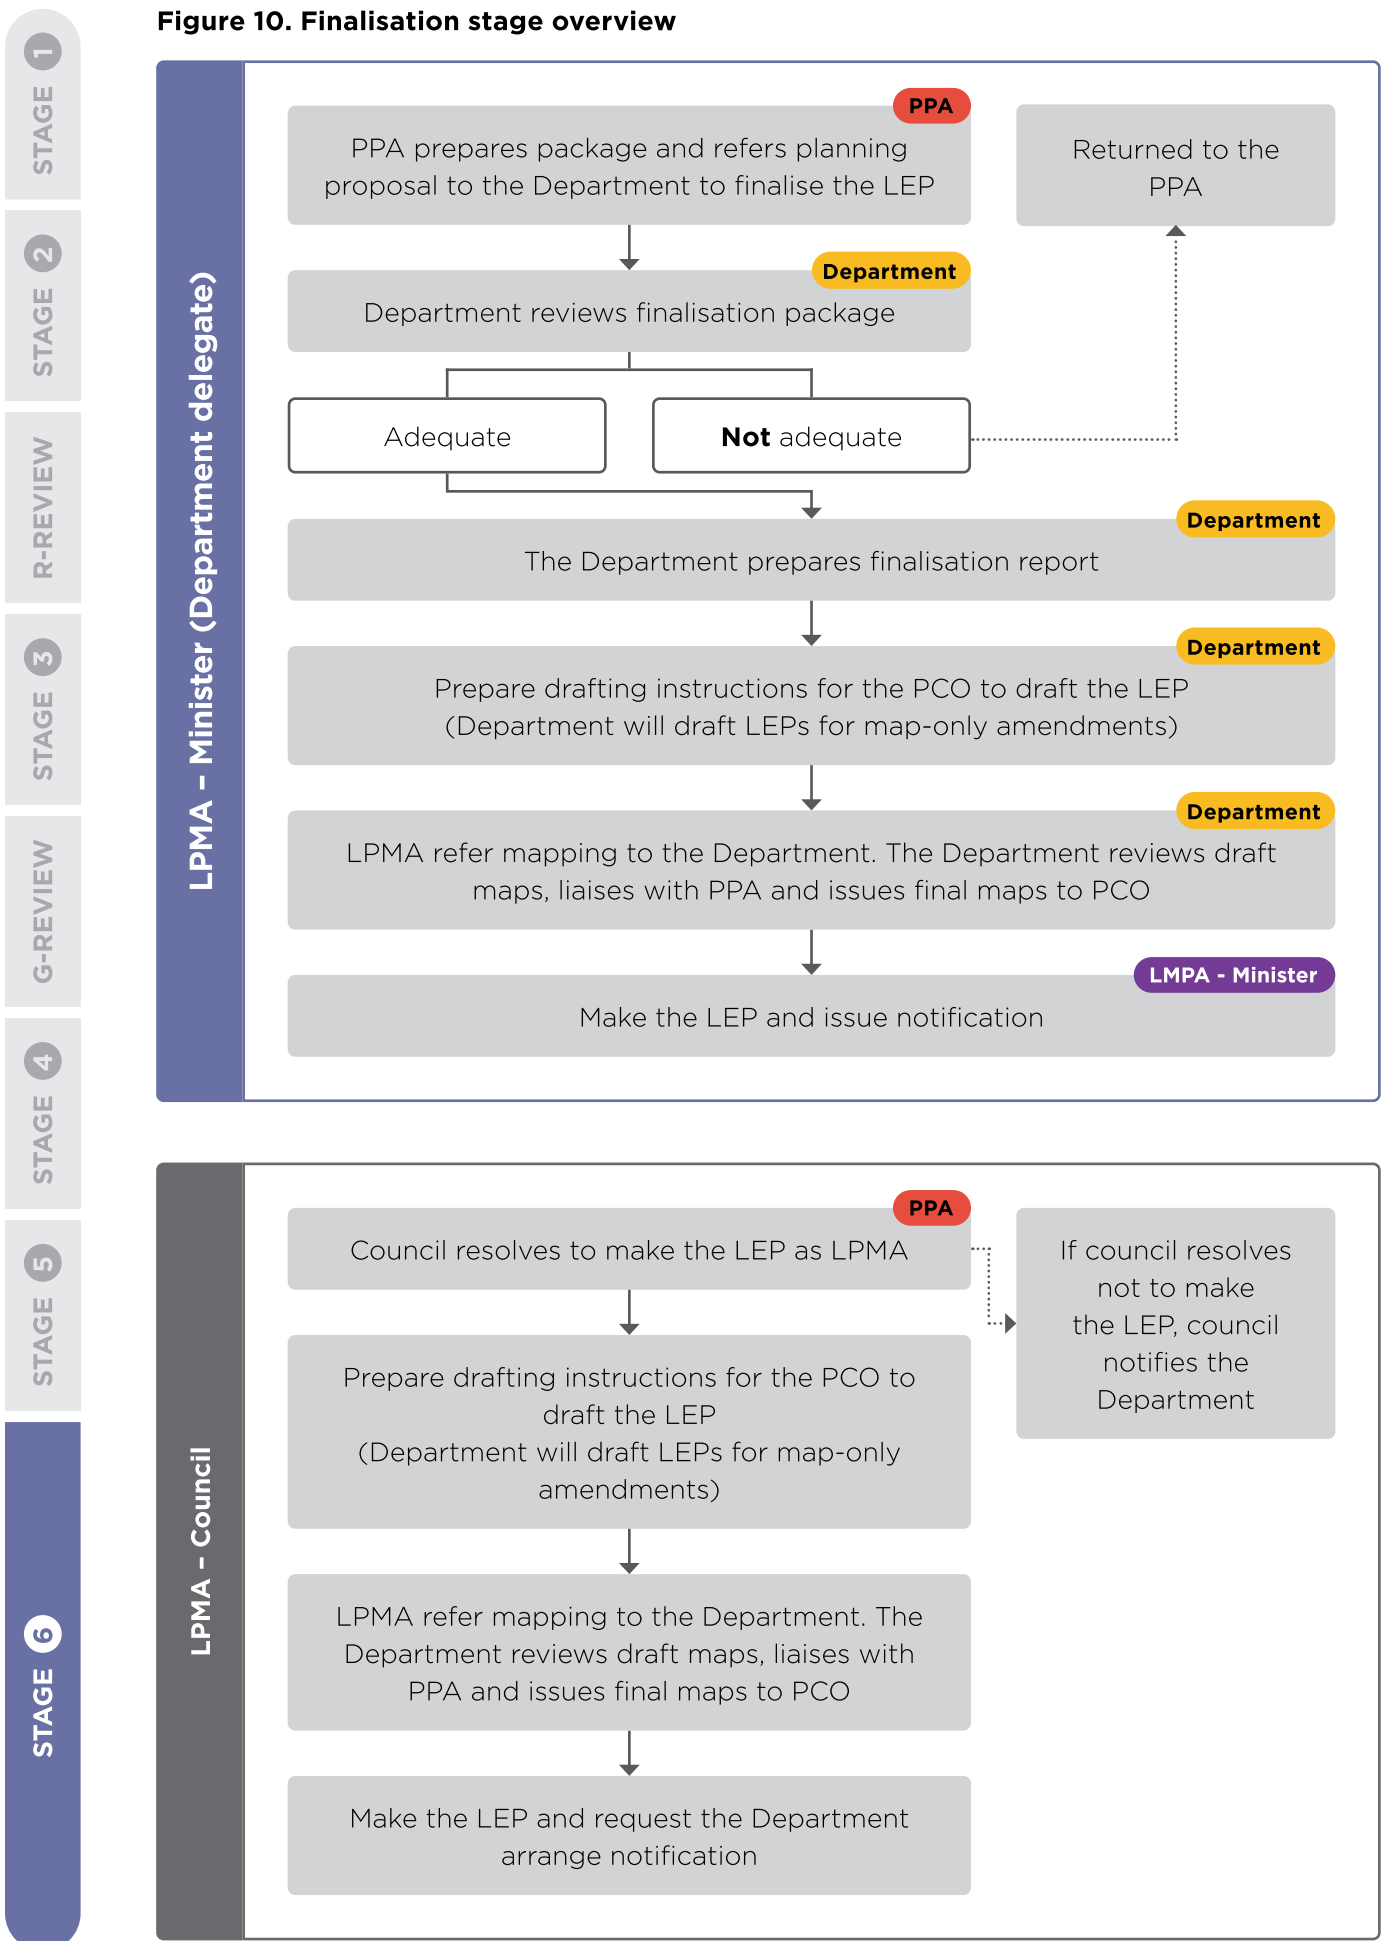 Figure 10. Finalisation stage overview
STAGE 1
STAGE 2
R-REVIEW
STAGE 3
G-REVIEW
STAGE 4
STAGE 5
STAGE 6
LPMA – Minister (Department delegate)
PPA
PPA prepares package and refers planning
proposal to the Department to finalise the LEP
Returned to the
PPA
Department
Department reviews finalisation package
Adequate
Not adequate
Department
The Department prepares finalisation report
Department
Prepare drafting instructions for the PCO to draft the LEP
(Department will draft LEPs for map-only amendments)
Department
LPMA refer mapping to the Department. The Department reviews draft
maps, liaises with PPA and issues final maps to PCO
LMPA - Minister
Make the LEP and issue notification
LPMA – Council
PPA
Council resolves to make the LEP as LPMA
If council resolves
not to make
the LEP, council
notifies the
Department
Prepare drafting instructions for the PCO to
draft the LEP
(Department will draft LEPs for map-only
amendments)
LPMA refer mapping to the Department. The
Department reviews draft maps, liaises with
PPA and issues final maps to PCO
Make the LEP and request the Department
arrange notification